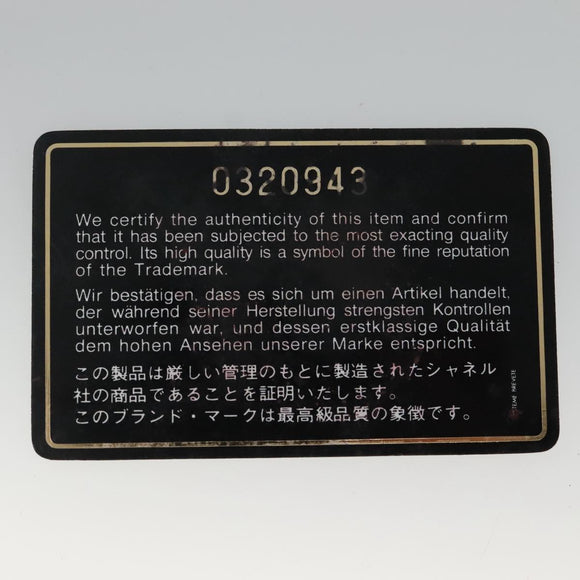 0320943
We certify the authenticity of this item and confirm
that it has been subjected to the most exacting quality
control. Its high quality is a symbol of the fine reputation
of the Trademark.
Wir bestätigen, dass es sich um einen Artikel handelt,
der während seiner Herstellung strengsten Kontrollen
unterworfen war, und dessen erstklassige Qualität
dem hohen Ansehen unserer Marke entspricht.
この製品は厳しい管理のもとに製造されたシャネル
社の商品であることを証明いたします。
このブランド・マークは最高級品質の象徴です。